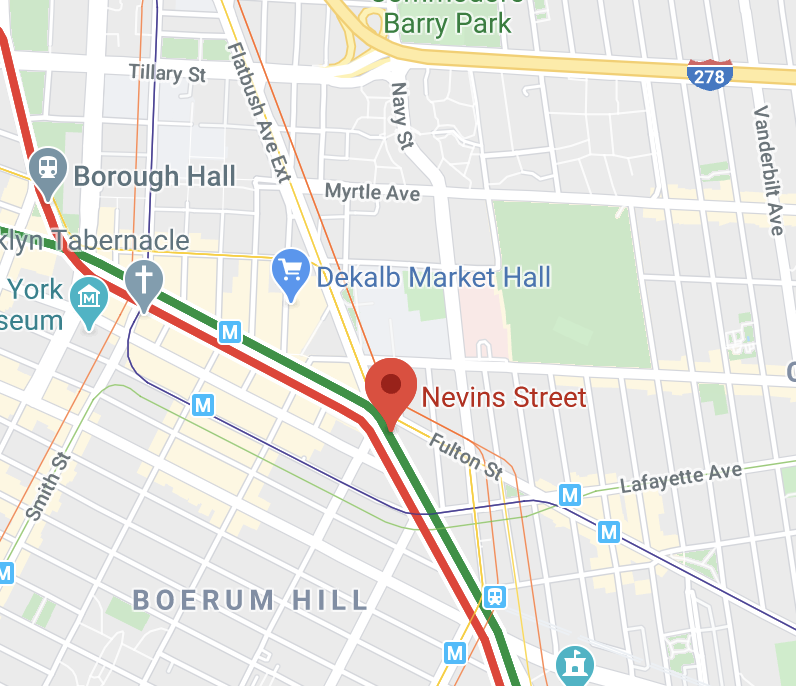 Barry Park
Tillary St
Flatbush Ave Ext
278
Navy St
Vanderbilt Ave
Borough Hall
Myrtle Ave
klyn Tabernacle
Dekalb Market Hall
York
seum
M
M
Nevins Street
Fulton St
Smith St
Lafayette Ave
M
M
M
BOERUM HILL
M